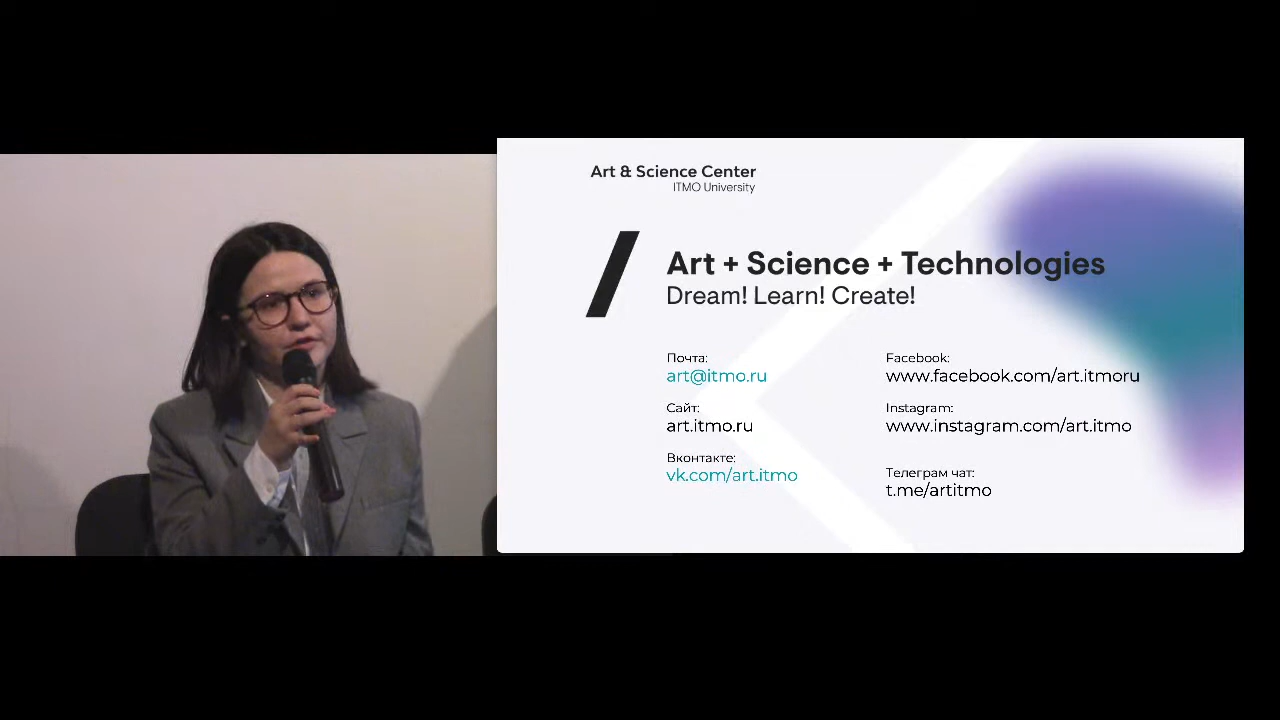 Art & Science Center
ITMO University
Art + Science + Technologies
Dream! Learn! Create!
Почта:
art@itmo.ru
Сайт:
art.itmo.ru
Вконтакте:
vk.com/art.itmo
Facebook:
www.facebook.com/art.itmoru
Instagram:
www.instagram.com/art.itmo
Телеграм чат:
t.me/artitmo